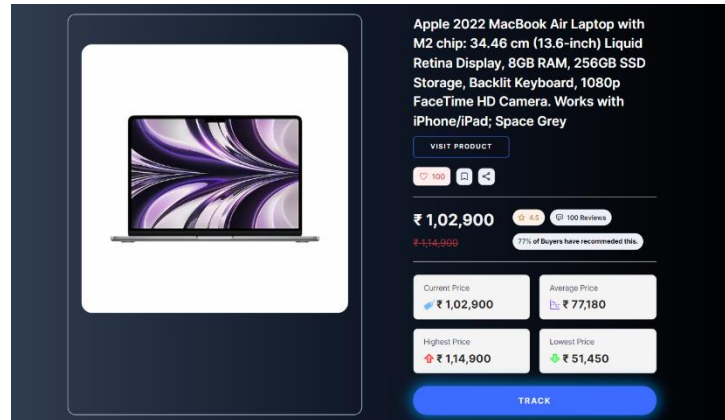 Apple 2022 MacBook Air Laptop with
M2 chip: 34.46 cm (13.6-inch) Liquid
Retina Display, 8GB RAM, 256GB SSD
Storage, Backlit Keyboard, 1080p
FaceTime HD Camera. Works with
iPhone/iPad; Space Grey
VISIT PRODUCT
100
₹ 1,02,900
4.5
100 Reviews
₹ 1,14,900
77% of Buyers have recommeded this.
Current Price
₹ 1,02,900
Average Price
₹ 77,180
Highest Price
₹ 1,14,900
Lowest Price
₹ 51,450
TRACK